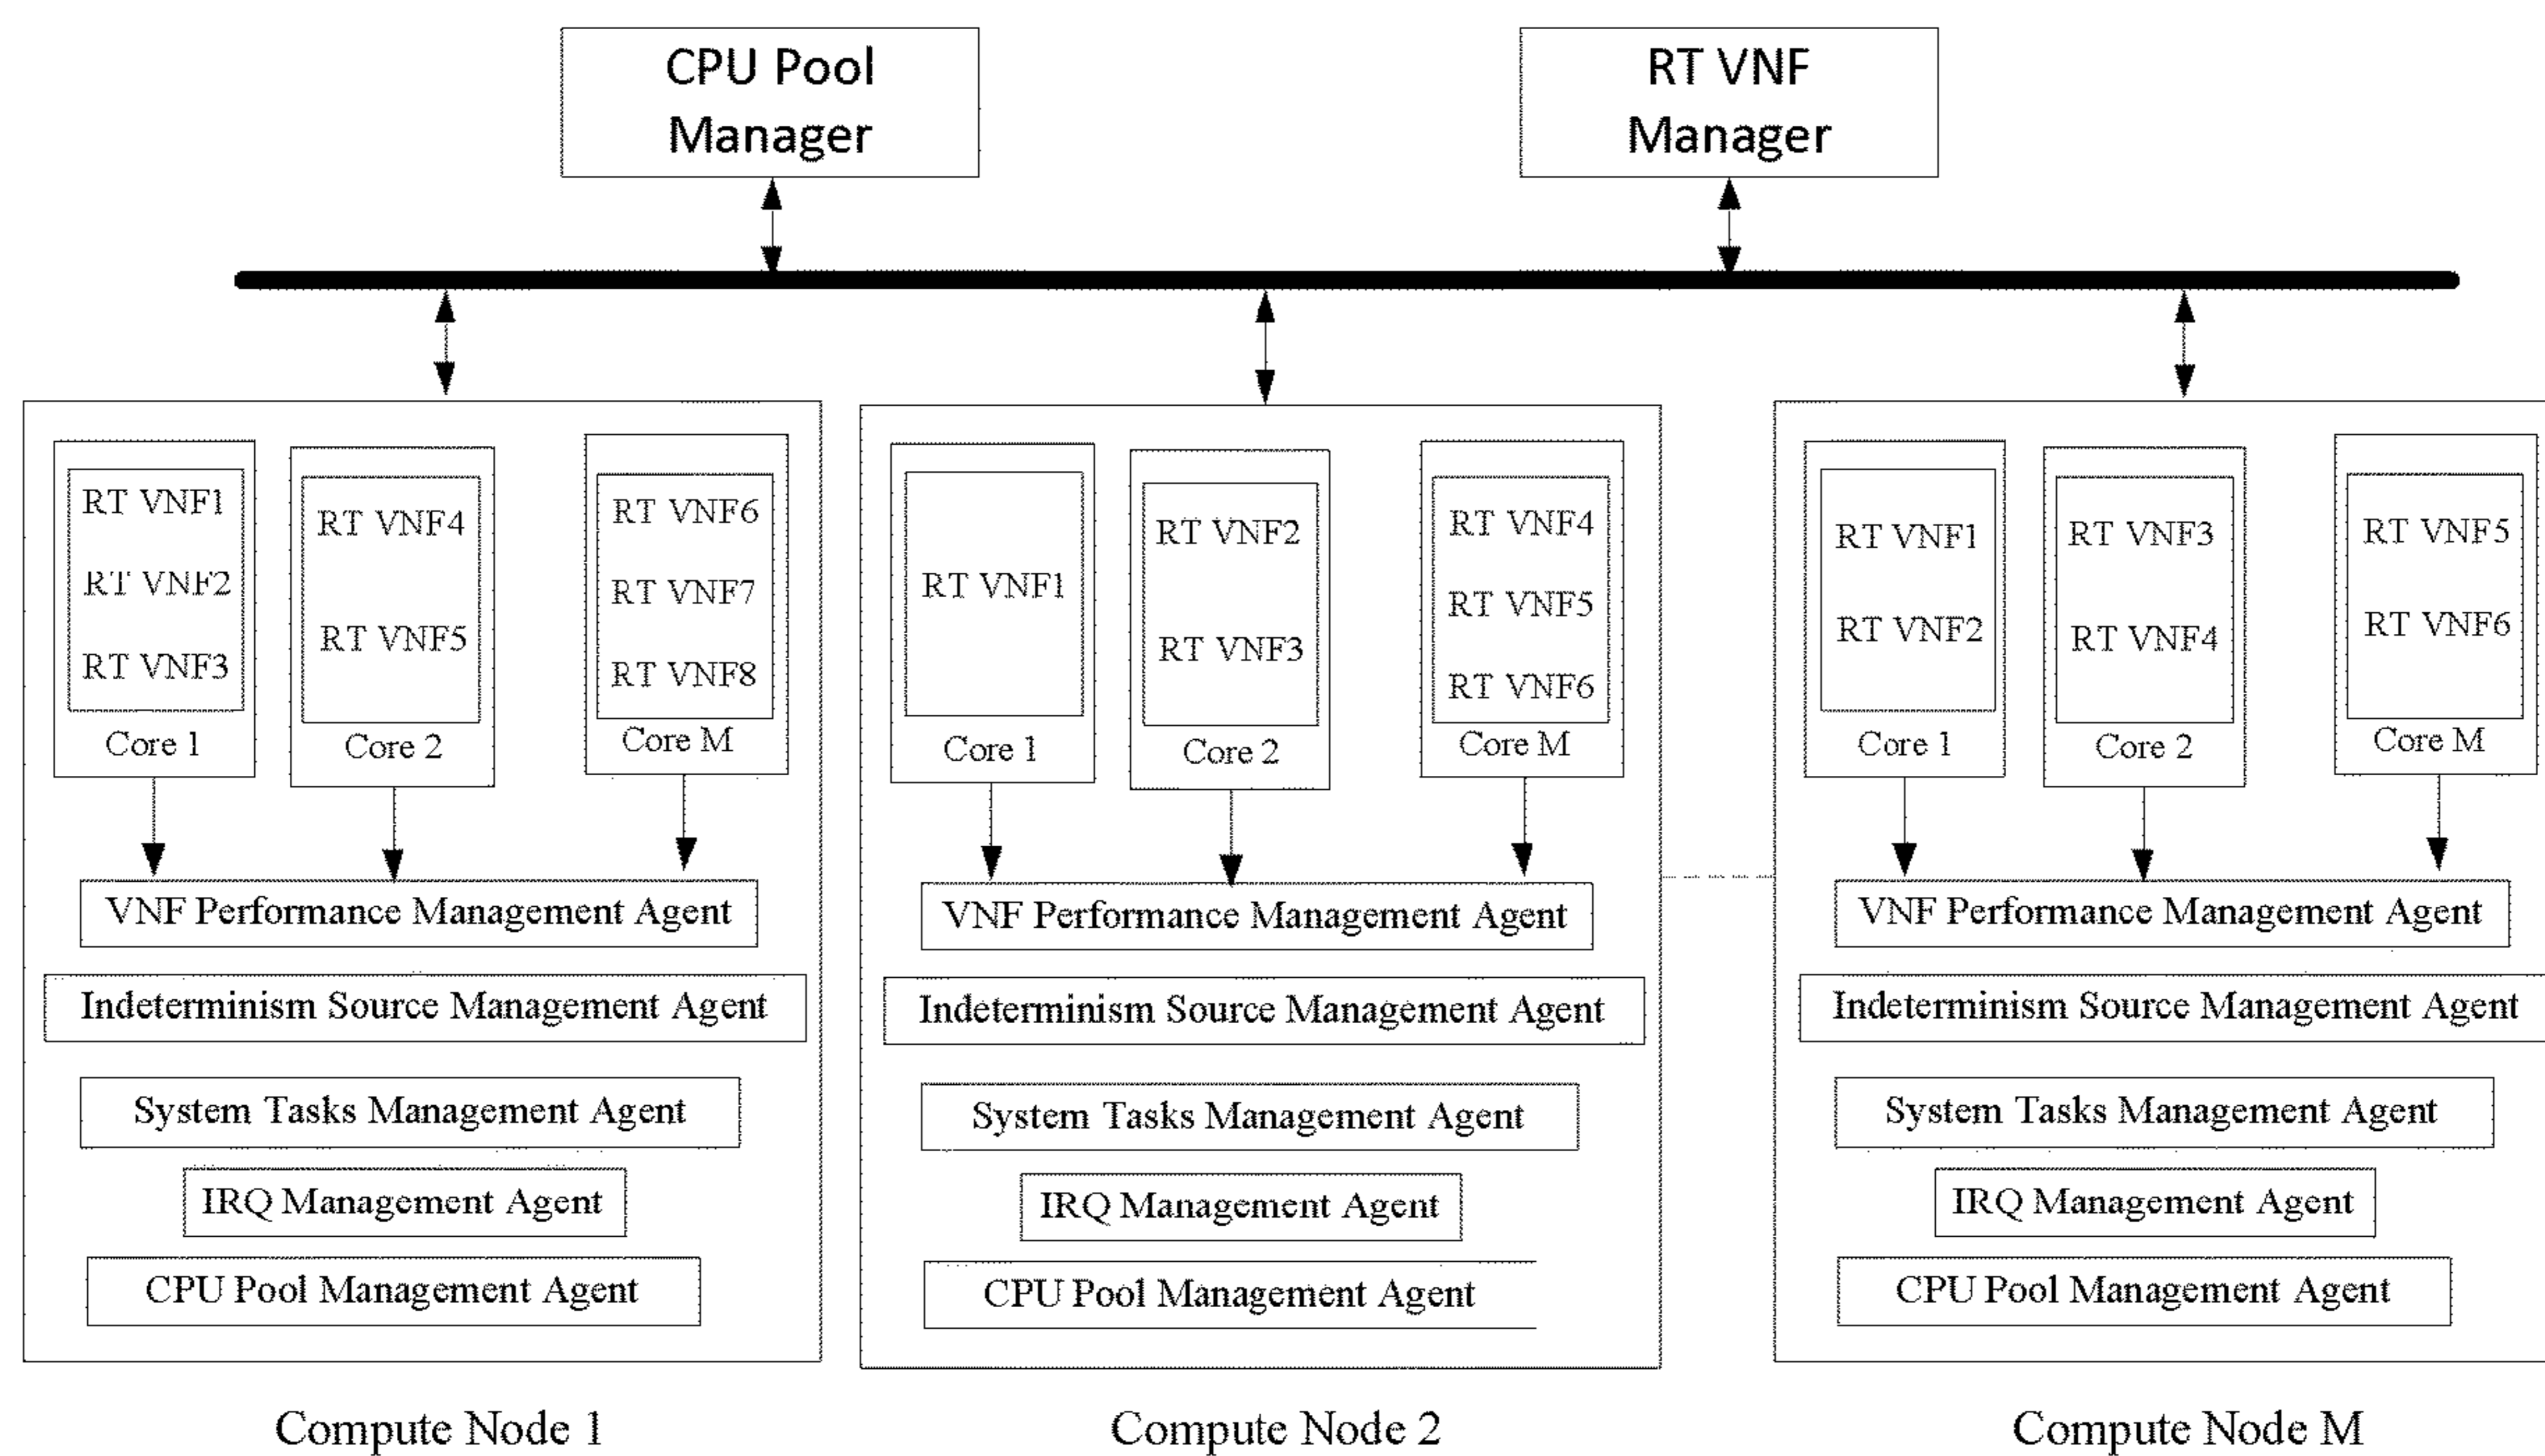 CPU Pool
Manager
RT VNF
Manager
RT VNF1
RT VNF2
RT VNF3
Core 1
RT VNF4
RT VNF5
Core 2
RT VNF6
RT VNF7
RT VNF8
Core M
VNF Performance Management Agent
Indeterminism Source Management Agent
System Tasks Management Agent
IRQ Management Agent
CPU Pool Management Agent
Compute Node 1
RT VNF1
Core 1
RT VNF2
RT VNF3
Core 2
RT VNF4
RT VNF5
RT VNF6
Core M
VNF Performance Management Agent
Indeterminism Source Management Agent
System Tasks Management Agent
IRQ Management Agent
CPU Pool Management Agent
Compute Node 2
RT VNF1
RT VNF2
Core 1
RT VNF3
RT VNF4
Core 2
RT VNF5
RT VNF6
Core M
VNF Performance Management Agent
Indeterminism Source Management Agent
System Tasks Management Agent
IRQ Management Agent
CPU Pool Management Agent
Compute Node M